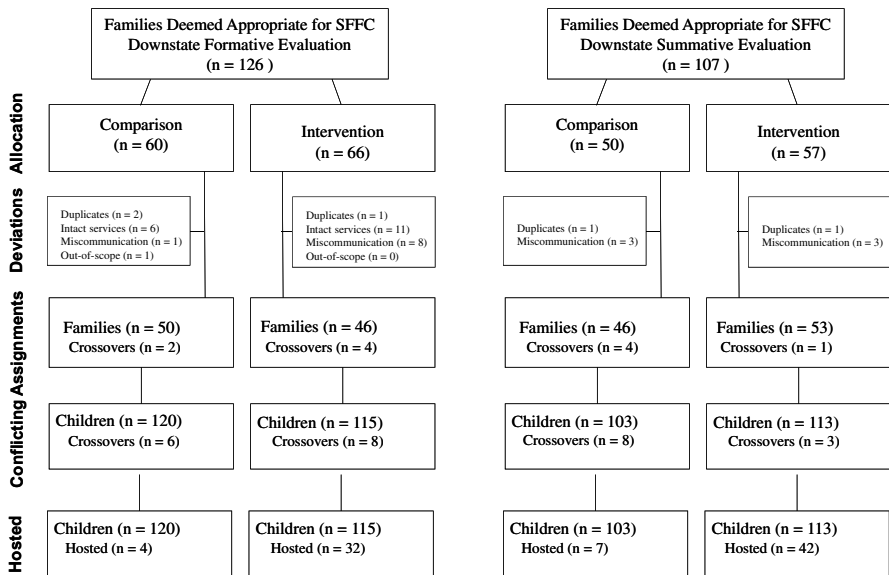 Families Deemed Appropriate for SFFC
Downstate Formative Evaluation
(n = 126 )
Families Deemed Appropriate for SFFC
Downstate Summative Evaluation
(n = 107 )
Allocation
Comparison
(n = 60)
Intervention
(n = 66)
Comparison
(n = 50)
Intervention
(n = 57)
Deviations
Duplicates (n = 2)
Intact services (n = 6)
Miscommunication (n = 1)
Out-of-scope (n = 1)
Duplicates (n = 1)
Intact services (n = 11)
Miscommunication (n = 8)
Out-of-scope (n = 0)
Duplicates (n = 1)
Miscommunication (n = 3)
Duplicates (n = 1)
Miscommunication (n = 3)
Conflicting Assignments
Families (n = 50)
Crossovers (n = 2)
Families (n = 46)
Crossovers (n = 4)
Families (n = 46)
Crossovers (n = 4)
Families (n = 53)
Crossovers (n = 1)
Children (n = 120)
Crossovers (n = 6)
Children (n = 115)
Crossovers (n = 8)
Children (n = 103)
Crossovers (n = 8)
Children (n = 113)
Crossovers (n = 3)
Hosted
Children (n = 120)
Hosted (n = 4)
Children (n = 115)
Hosted (n = 32)
Children (n = 103)
Hosted (n = 7)
Children (n = 113)
Hosted (n = 42)